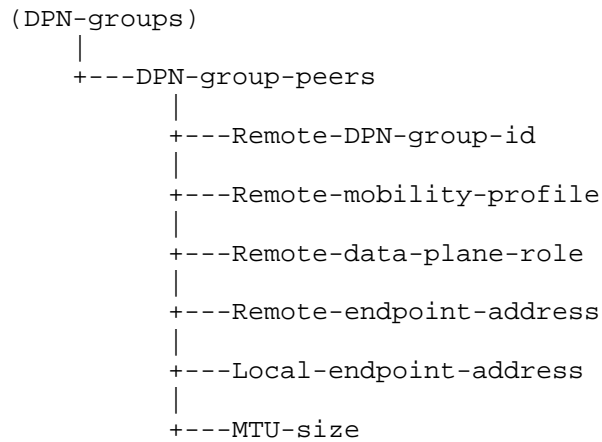 (DPN-groups)
|
+---DPN-group-peers
|
+---Remote-DPN-group-id
|
+---Remote-mobility-profile
|
+---Remote-data-plane-role
|
+---Remote-endpoint-address
|
+---Local-endpoint-address
|
+---MTU-size